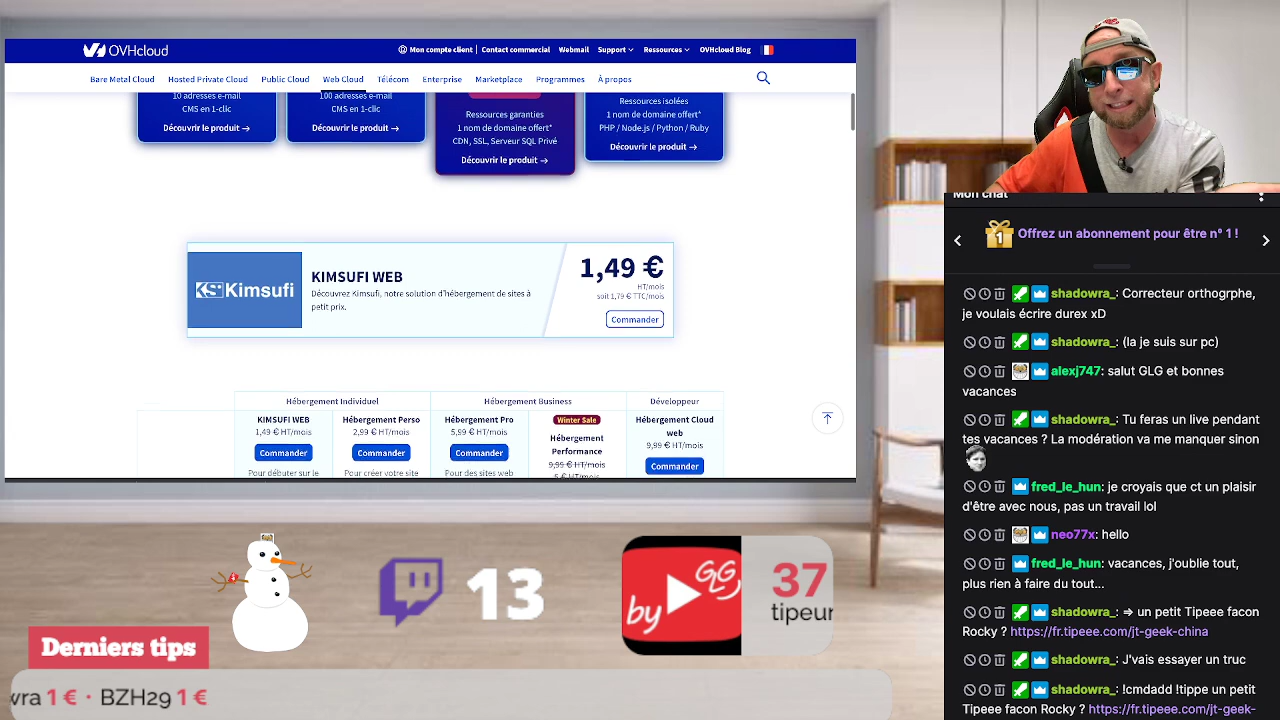 OVHcloud
Mon compte client | Contact commercial Webmail Support Ressources OVHcloud Blog
Bare Metal Cloud Hosted Private Cloud Public Cloud Web Cloud Télécom Enterprise Marketplace Programmes À propos
10 adresses e-mail
CMS en 1-clic
Découvrir le produit →
100 adresses e-mail
CMS en 1-clic
Découvrir le produit →
Ressources garanties
1 nom de domaine offert*
CDN, SSL, Serveur SQL Privé
Découvrir le produit →
Ressources isolées
1 nom de domaine offert*
PHP / Node.js / Python / Ruby
Découvrir le produit →
KS Kimsufi
KIMSUFI WEB
Découvrez Kimsufi, notre solution d'hébergement de sites à
petit prix.
1,49 €
HT/mois
soit 1,79 € TTC/mois
Commander
Hébergement Individuel
Hébergement Business
Développeur
KIMSUFI WEB
1,49 € HT/mois
Commander
Pour débuter sur le
Hébergement Perso
2,99 € HT/mois
Commander
Pour créer votre site
Hébergement Pro
5,99 € HT/mois
Commander
Pour des sites web
Winter Sale
Hébergement
Performance
9,99 € HT/mois
5 € HT/mois
Hébergement Cloud
web
9,99 € HT/mois
Commander
Mon chat
1 Offrez un abonnement pour être n° 1 !
shadowra_: Correcteur orthogrphe,
je voulais écrire durex xD
shadowra_: (la je suis sur pc)
alexj747: salut GLG et bonnes
vacances
shadowra_: Tu feras un live pendant
tes vacances ? La modération va me manquer sinon
fred_le_hun: je croyais que ct un plaisir
d'être avec nous, pas un travail lol
neo77x: hello
fred_le_hun: vacances, j'oublie tout,
plus rien à faire du tout...
shadowra_: => un petit Tipeee facon
Rocky ? https://fr.tipeee.com/jt-geek-china
shadowra_: J'vais essayer un truc
shadowra_: !cmdadd !tippe un petit
Tipeee facon Rocky ? https://fr.tipeee.com/jt-geek-
13
by GLG
37
tipeur
Derniers tips
wra 1 € · BZH29 1 €